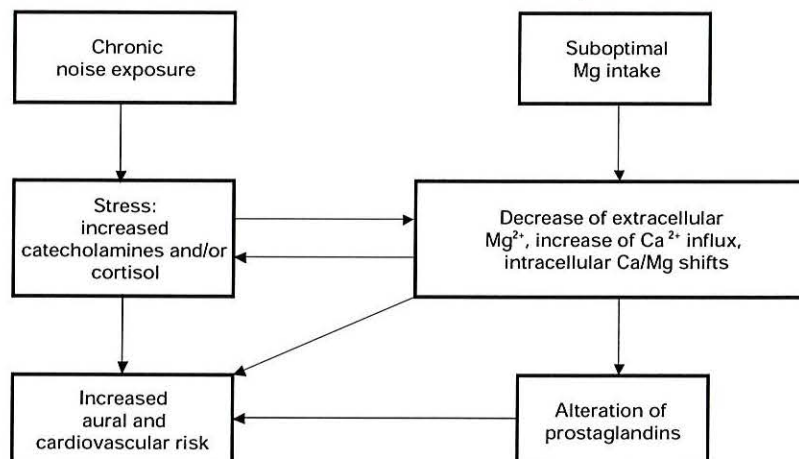 Chronic
noise exposure
Suboptimal
Mg intake
Stress:
increased
catecholamines and/or
cortisol
Decrease of extracellular
Mg²⁺, increase of Ca²⁺ influx,
intracellular Ca/Mg shifts
Increased
aural and
cardiovascular risk
Alteration of
prostaglandins